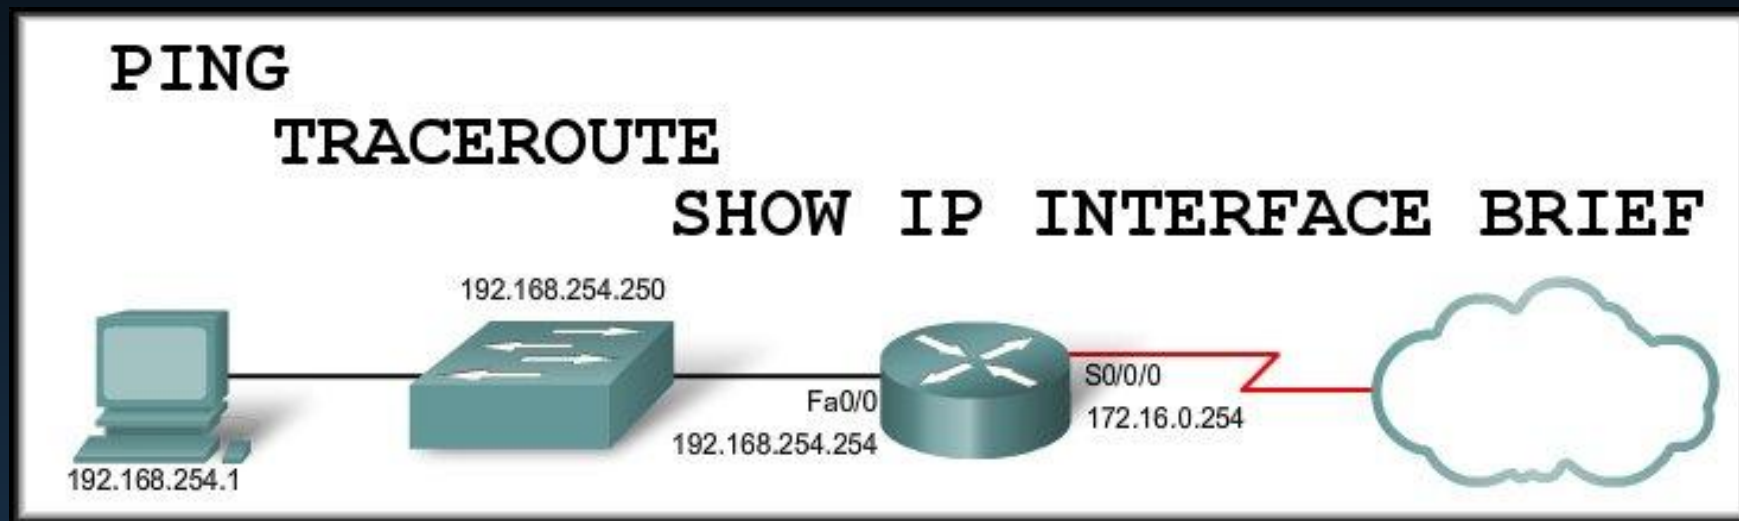 PING
TRACEROUTE
SHOW IP INTERFACE BRIEF
192.168.254.250
S0/0/0
Fa0/0
172.16.0.254
192.168.254.254
192.168.254.1